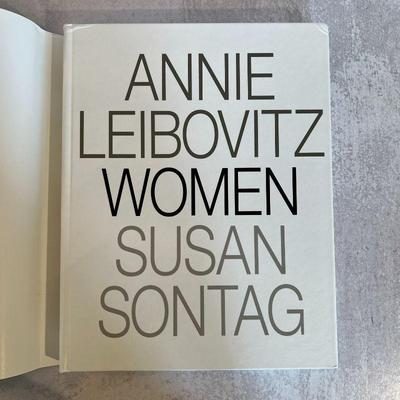 ANNIE
LEIBOVITZ
WOMEN
SUSAN
SONTAG